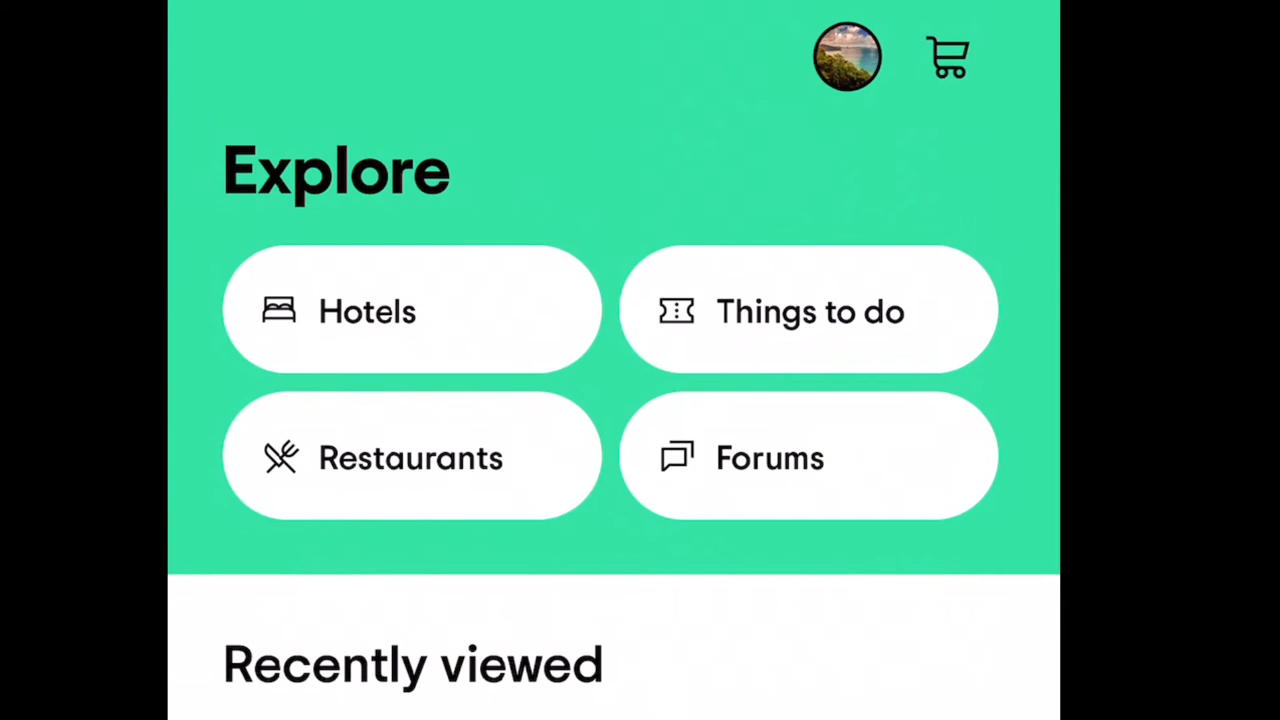 Explore
Hotels
Things to do
Restaurants
Forums
Recently viewed